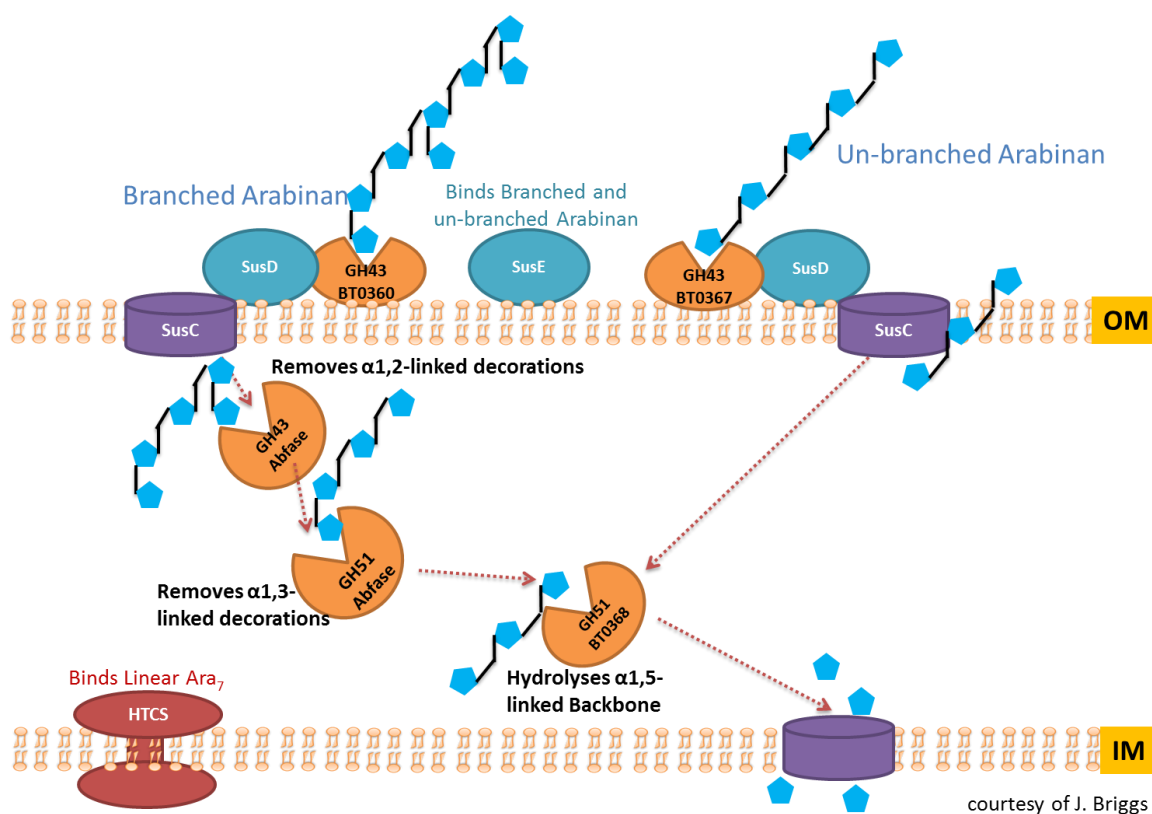 Branched Arabinan
Binds Branched and
un-branched Arabinan
Un-branched Arabinan
SusD
GH43
BT0360
SusE
GH43
BT0367
SusD
SusC
SusC
OM
Removes α1,2-linked decorations
GH43
Abfase
GH51
Abfase
Removes α1,3-
linked decorations
GH51
BT0368
Hydrolyses α1,5-
linked Backbone
Binds Linear Ara₇
HTCS
IM
courtesy of J. Briggs